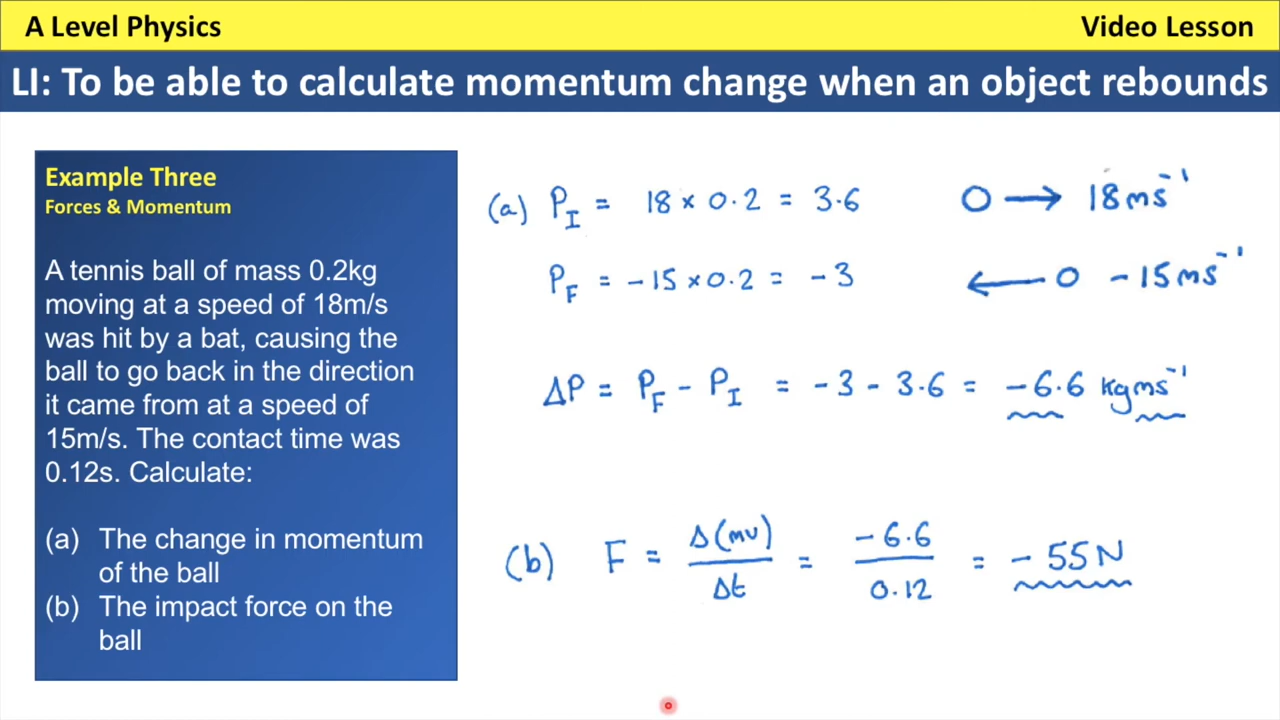 A Level Physics
Video Lesson
LI: To be able to calculate momentum change when an object rebounds
Example Three
Forces & Momentum
A tennis ball of mass 0.2kg
moving at a speed of 18m/s
was hit by a bat, causing the
ball to go back in the direction
it came from at a speed of
15m/s. The contact time was
0.12s. Calculate:
(a) The change in momentum
of the ball
(b) The impact force on the
ball
(a) P_I = 18 × 0.2 = 3.6 O → 18ms⁻¹
P_F = -15 × 0.2 = -3 ← O -15ms⁻¹
ΔP = P_F - P_I = -3 - 3.6 = -6.6 kgms⁻¹
(b) F = Δ(mv)/Δt = -6.6/0.12 = -55N